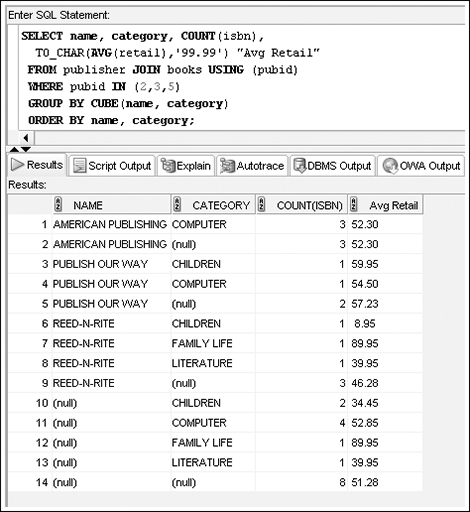 Enter SQL Statement:
SELECT name, category, COUNT(isbn),
TO_CHAR(AVG(retail),'99.99') "Avg Retail"
FROM publisher JOIN books USING (pubid)
WHERE pubid IN (2,3,5)
GROUP BY CUBE(name, category)
ORDER BY name, category;
Results Script Output Explain Autotrace DBMS Output OWA Output
Results:
NAME CATEGORY COUNT(ISBN) Avg Retail
1 AMERICAN PUBLISHING COMPUTER 3 52.30
2 AMERICAN PUBLISHING (null) 3 52.30
3 PUBLISH OUR WAY CHILDREN 1 59.95
4 PUBLISH OUR WAY COMPUTER 1 54.50
5 PUBLISH OUR WAY (null) 2 57.23
6 REED-N-RITE CHILDREN 1 8.95
7 REED-N-RITE FAMILY LIFE 1 89.95
8 REED-N-RITE LITERATURE 1 39.95
9 REED-N-RITE (null) 3 46.28
10 (null) CHILDREN 2 34.45
11 (null) COMPUTER 4 52.85
12 (null) FAMILY LIFE 1 89.95
13 (null) LITERATURE 1 39.95
14 (null) (null) 8 51.28